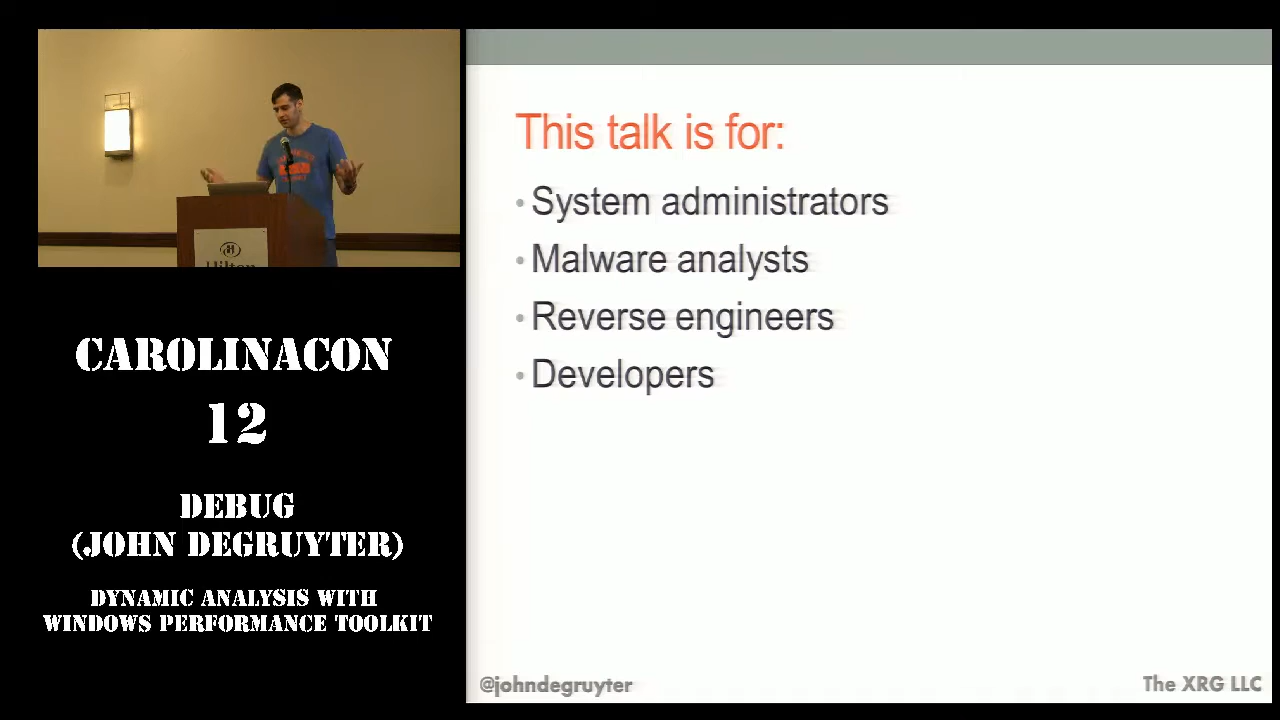 This talk is for:
• System administrators
• Malware analysts
• Reverse engineers
• Developers
@johndegruyter
The XRG LLC
Hilton
CAROLINACON
12
DEBUG
(JOHN DEGRUYTER)
DYNAMIC ANALYSIS WITH
WINDOWS PERFORMANCE TOOLKIT